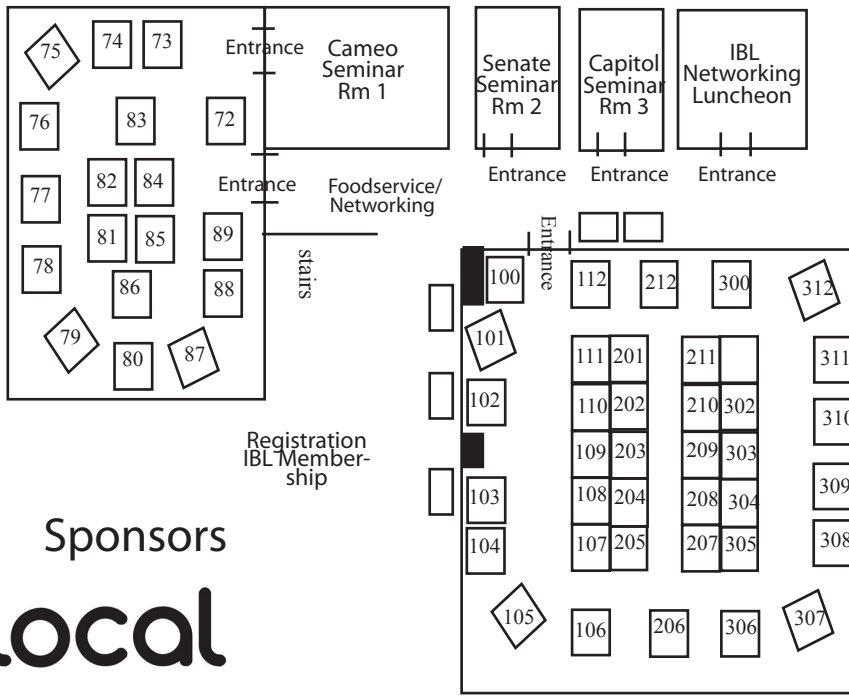 75
74
73
Entrance
Cameo
Seminar
Rm 1
Senate
Seminar
Rm 2
Capitol
Seminar
Rm 3
IBL
Networking
Luncheon
76
83
72
Entrance
Entrance
Entrance
77
82
84
Entrance
Foodservice/
Networking
81
85
89
78
86
88
79
80
87
stairs
Entrance
100
112
212
300
312
101
111
201
211
311
102
110
202
210
302
310
109
203
209
303
103
108
204
208
304
309
104
107
205
207
305
308
105
106
206
306
307
Registration
IBL Member-
ship
Sponsors
Local